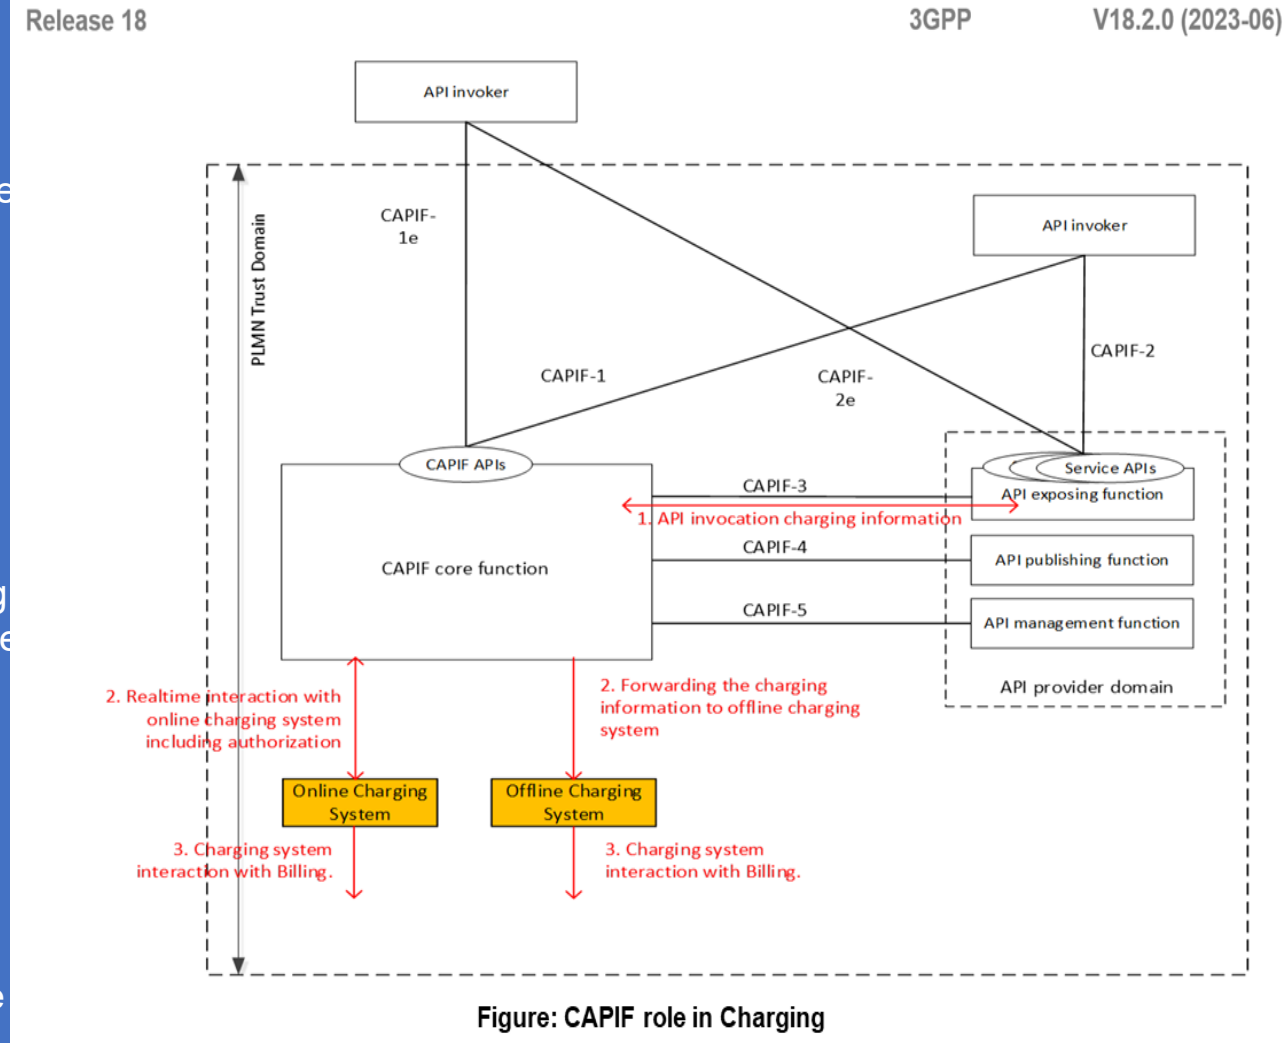 Release 18
3GPP
V18.2.0 (2023-06)
API invoker
e
API invoker
CAPIF-
1e
PLMN Trust Domain
CAPIF-2
CAPIF-1
CAPIF-
2e
CAPIF APIs
Service APIs
CAPIF-3
API exposing function
1. API invocation charging information
CAPIF-4
API publishing function
CAPIF core function
g
CAPIF-5
API management function
e
API provider domain
2. Realtime interaction with
online charging system
including authorization
2. Forwarding the charging
information to offline charging
system
Online Charging
System
Offline Charging
System
3. Charging system
interaction with Billing.
3. Charging system
interaction with Billing.
e
Figure: CAPIF role in Charging